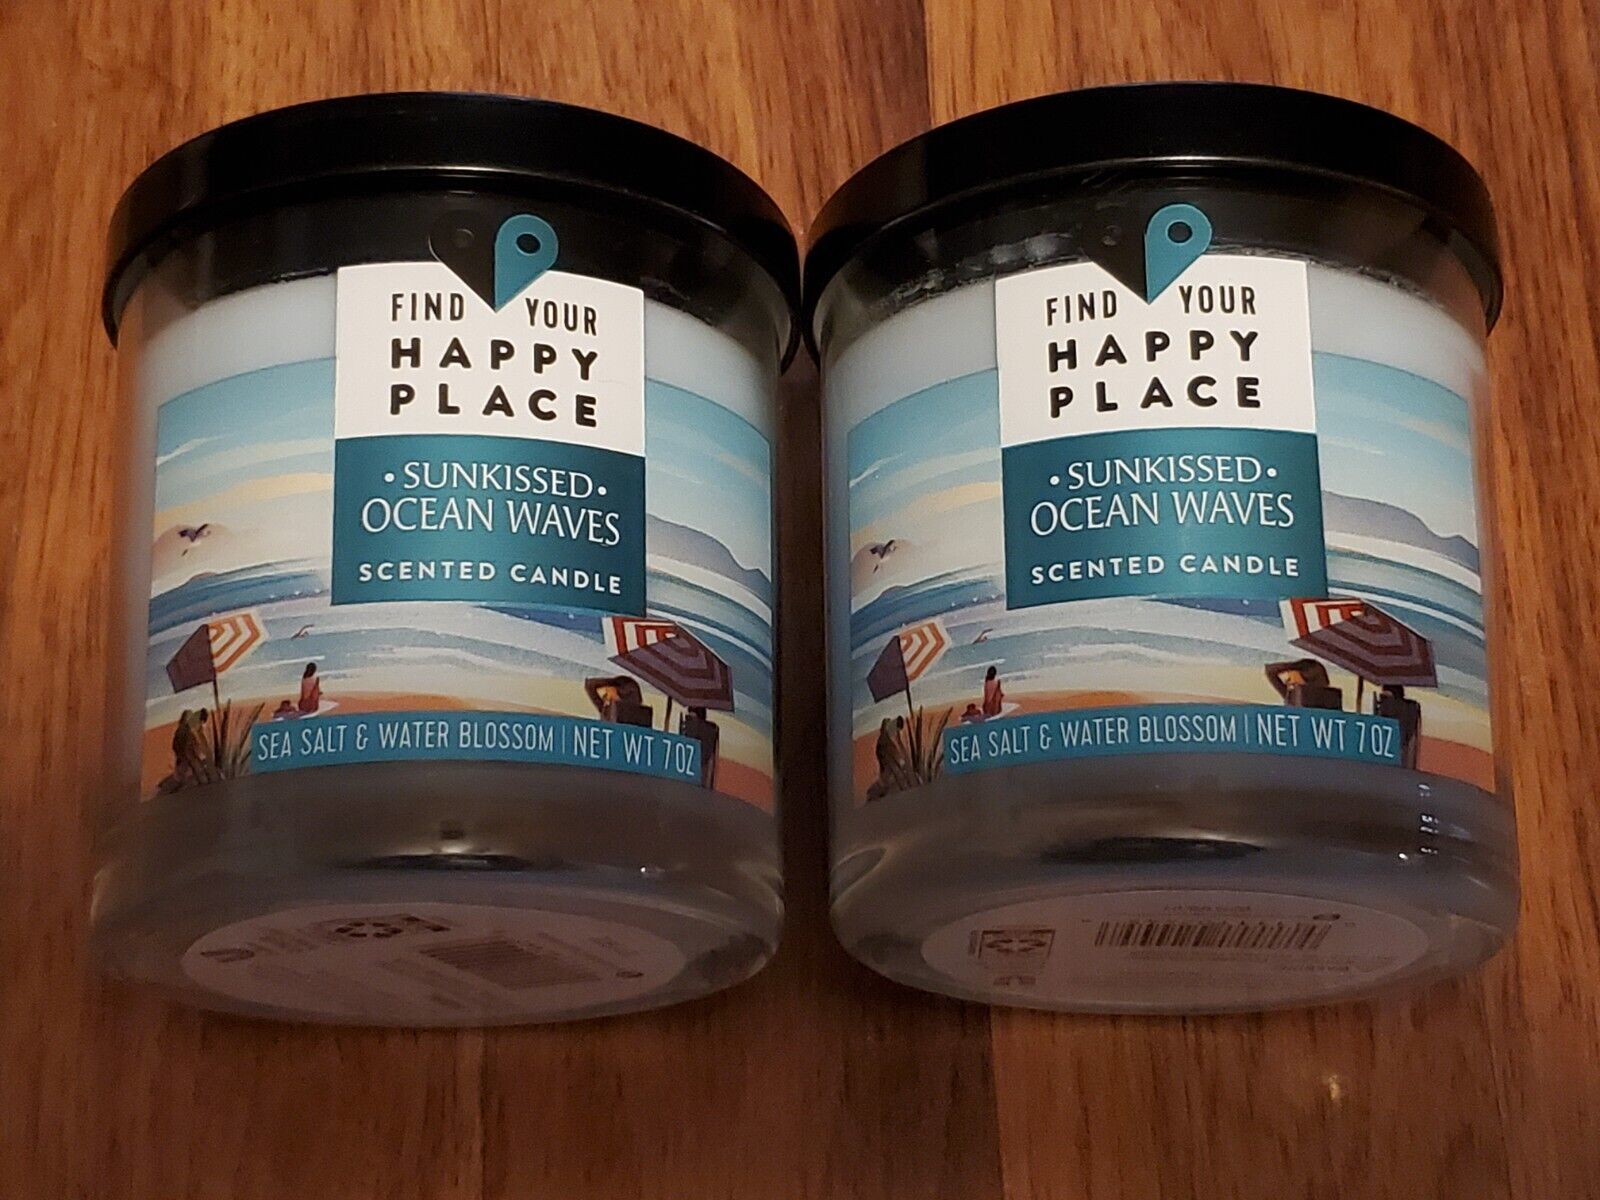 FIND YOUR
HAPPY
PLACE
• SUNKISSED •
OCEAN WAVES
SCENTED CANDLE
SEA SALT & WATER BLOSSOM | NET WT 7 OZ
FIND YOUR
HAPPY
PLACE
• SUNKISSED •
OCEAN WAVES
SCENTED CANDLE
SEA SALT & WATER BLOSSOM | NET WT 7 OZ